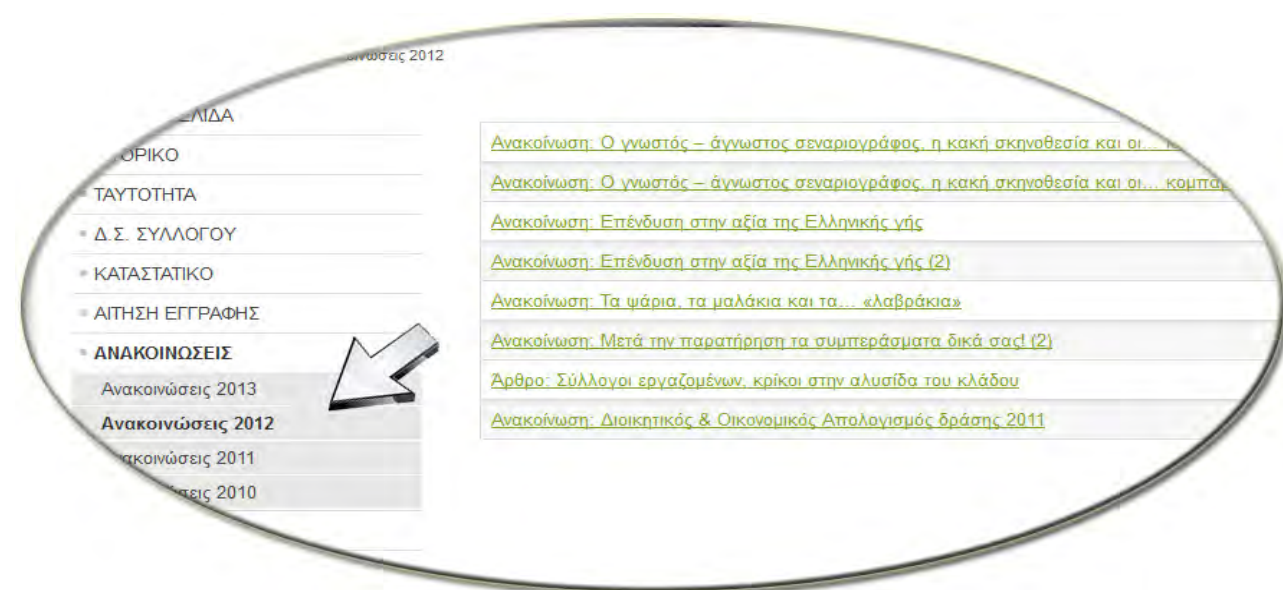 2012
ΤΑΥΤΟΤΗΤΑ
Δ.Σ. ΣΥΛΛΟΓΟΥ
ΚΑΤΑΣΤΑΤΙΚΟ
ΑΙΤΗΣΗ ΕΓΓΡΑΦΗΣ
ΑΝΑΚΟΙΝΩΣΕΙΣ
Ανακοινώσεις 2013
Ανακοινώσεις 2012
2011
2010
Ανακοίνωση: Ο γνωστός – άγνωστος σεναριογράφος, η κακή σκηνοθεσία και οι...
Ανακοίνωση: Ο γνωστός – άγνωστος σεναριογράφος, η κακή σκηνοθεσία και οι...
Ανακοίνωση: Επένδυση στην αξία της Ελληνικής γής
Ανακοίνωση: Επένδυση στην αξία της Ελληνικής γής (2)
Ανακοίνωση: Τα ψάρια, τα μαλάκια και τα... «λαβράκια»
Ανακοίνωση: Μετά την παρατήρηση τα συμπεράσματα δικά σας! (2)
Άρθρο: Σύλλογοι εργαζομένων, κρίκοι στην αλυσίδα του κλάδου
Ανακοίνωση: Διοικητικός & Οικονομικός Απολογισμός δράσης 2011